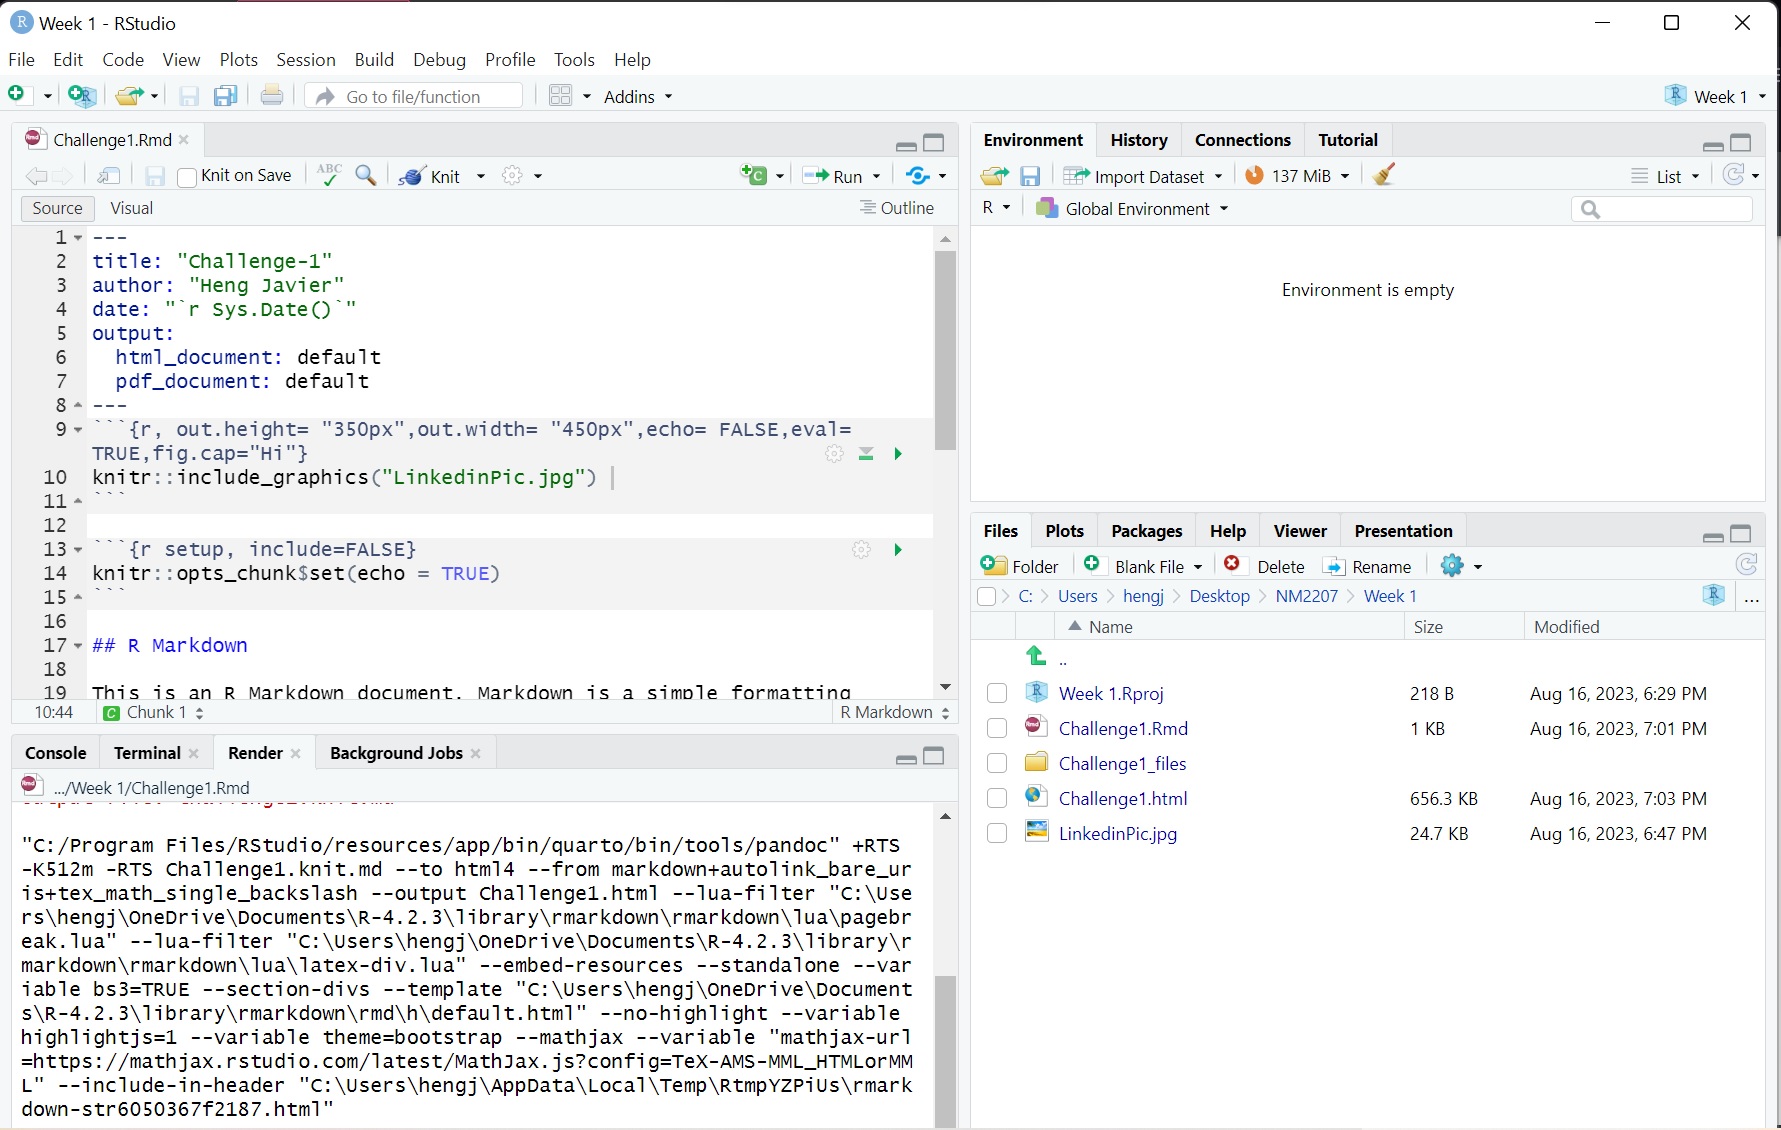 Week 1 - RStudio
File Edit Code View Plots Session Build Debug Profile Tools Help
Go to file/function Addins Week 1
Challenge1.Rmd
Knit on Save ABC Knit Run
Source Visual Outline
1 ---
2 title: "Challenge-1"
3 author: "Heng Javier"
4 date: "`r Sys.Date()`"
5 output:
6 html_document: default
7 pdf_document: default
8 ---
9 ```{r, out.height= "350px",out.width= "450px",echo= FALSE,eval=
TRUE,fig.cap="Hi"}
10 knitr::include_graphics("LinkedinPic.jpg")
11 ```
12
13 ```{r setup, include=FALSE}
14 knitr::opts_chunk$set(echo = TRUE)
15 ```
16
17 ## R Markdown
18
19 This is an R Markdown document. Markdown is a simple formatting
10:44 Chunk 1 R Markdown
Console Terminal Render Background Jobs
.../Week 1/Challenge1.Rmd
"C:/Program Files/RStudio/resources/app/bin/quarto/bin/tools/pandoc" +RTS
-K512m -RTS Challenge1.knit.md --to html4 --from markdown+autolink_bare_ur
is+tex_math_single_backslash --output Challenge1.html --lua-filter "C:\Use
rs\hengj\OneDrive\Documents\R-4.2.3\library\rmarkdown\rmarkdown\lua\pagebr
eak.lua" --lua-filter "C:\Users\hengj\OneDrive\Documents\R-4.2.3\library\r
markdown\rmarkdown\lua\latex-div.lua" --embed-resources --standalone --var
iable bs3=TRUE --section-divs --template "C:\Users\hengj\OneDrive\Document
s\R-4.2.3\library\rmarkdown\rmd\h\default.html" --no-highlight --variable
highlightjs=1 --variable theme=bootstrap --mathjax --variable "mathjax-url
=https://mathjax.rstudio.com/latest/MathJax.js?config=TeX-AMS-MML_HTMLorMM
L" --include-in-header "C:\Users\hengj\AppData\Local\Temp\RtmpYZPiUs\rmark
down-str6050367f2187.html"
Environment History Connections Tutorial
Import Dataset 137 MiB List
R Global Environment
Environment is empty
Files Plots Packages Help Viewer Presentation
Folder Blank File Delete Rename
C: Users hengj Desktop NM2207 Week 1 ...
Name Size Modified
..
Week 1.Rproj 218 B Aug 16, 2023, 6:29 PM
Challenge1.Rmd 1 KB Aug 16, 2023, 7:01 PM
Challenge1_files
Challenge1.html 656.3 KB Aug 16, 2023, 7:03 PM
LinkedinPic.jpg 24.7 KB Aug 16, 2023, 6:47 PM